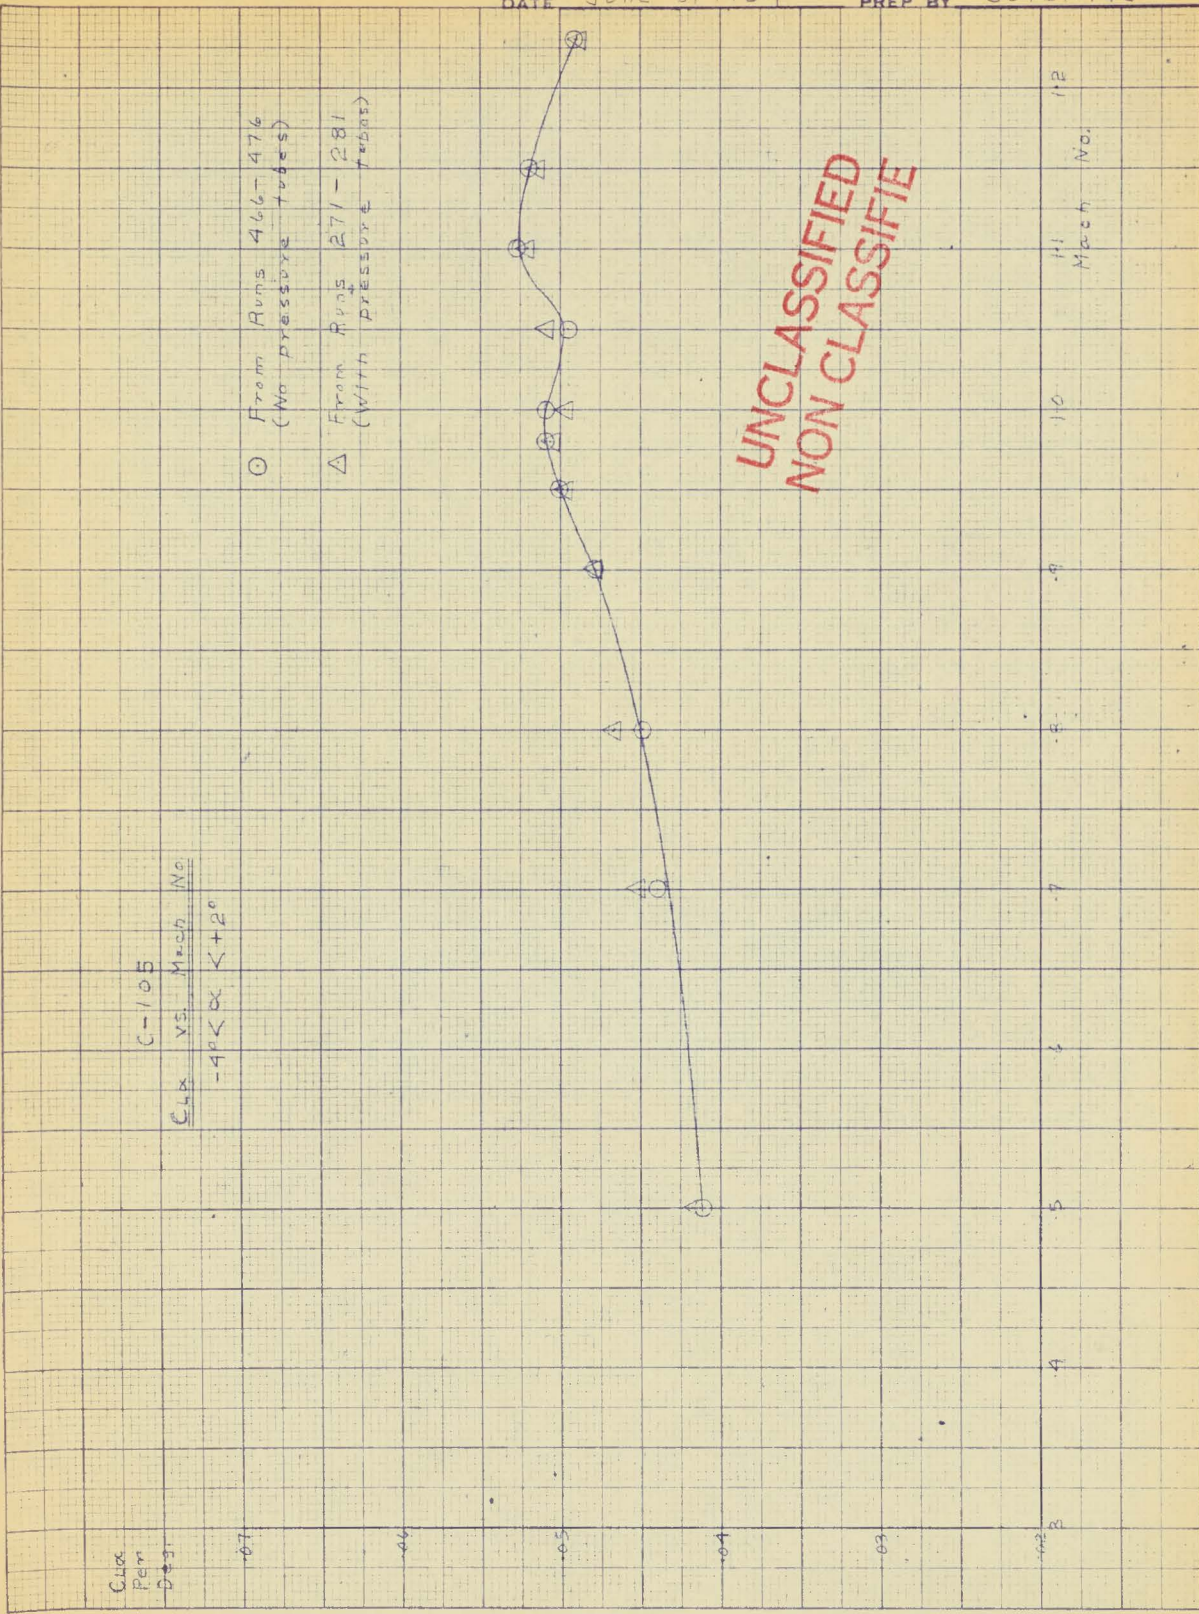 DATE
PREP. BY
C-105
CLα VS. Mach No.
-4° < α < +2°
⊙ From Runs 466-476
(No pressure tubes)
△ From Runs 271-281
(With pressure tubes)
CLα
Per
Deg.
.07
.06
.05
.04
.03
.02
.3
.4
.5
.6
.7
.8
.9
1.0
1.1
1.2
Mach No.
UNCLASSIFIED
NON CLASSIFIE